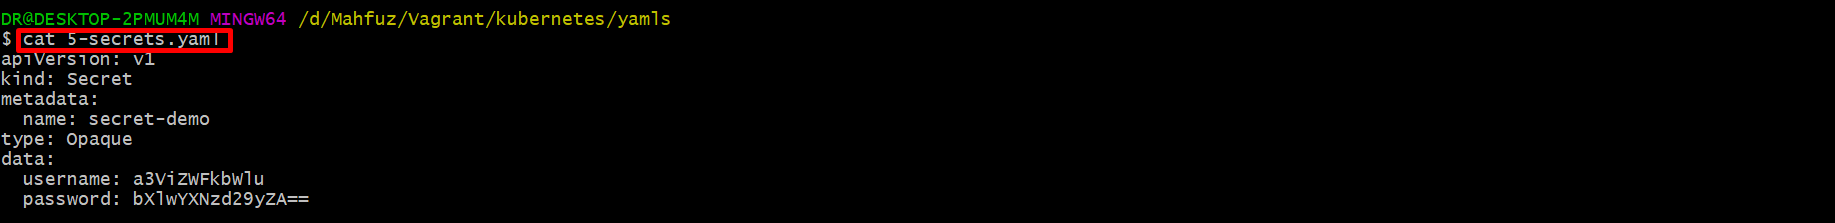 DR@DESKTOP-2PMUM4M MINGW64 /d/Mahfuz/Vagrant/kubernetes/yamls
$ cat 5-secrets.yaml
apiVersion: v1
kind: Secret
metadata:
  name: secret-demo
type: Opaque
data:
  username: a3ViZWFkbWlu
  password: bXlwYXNzd29yZA==